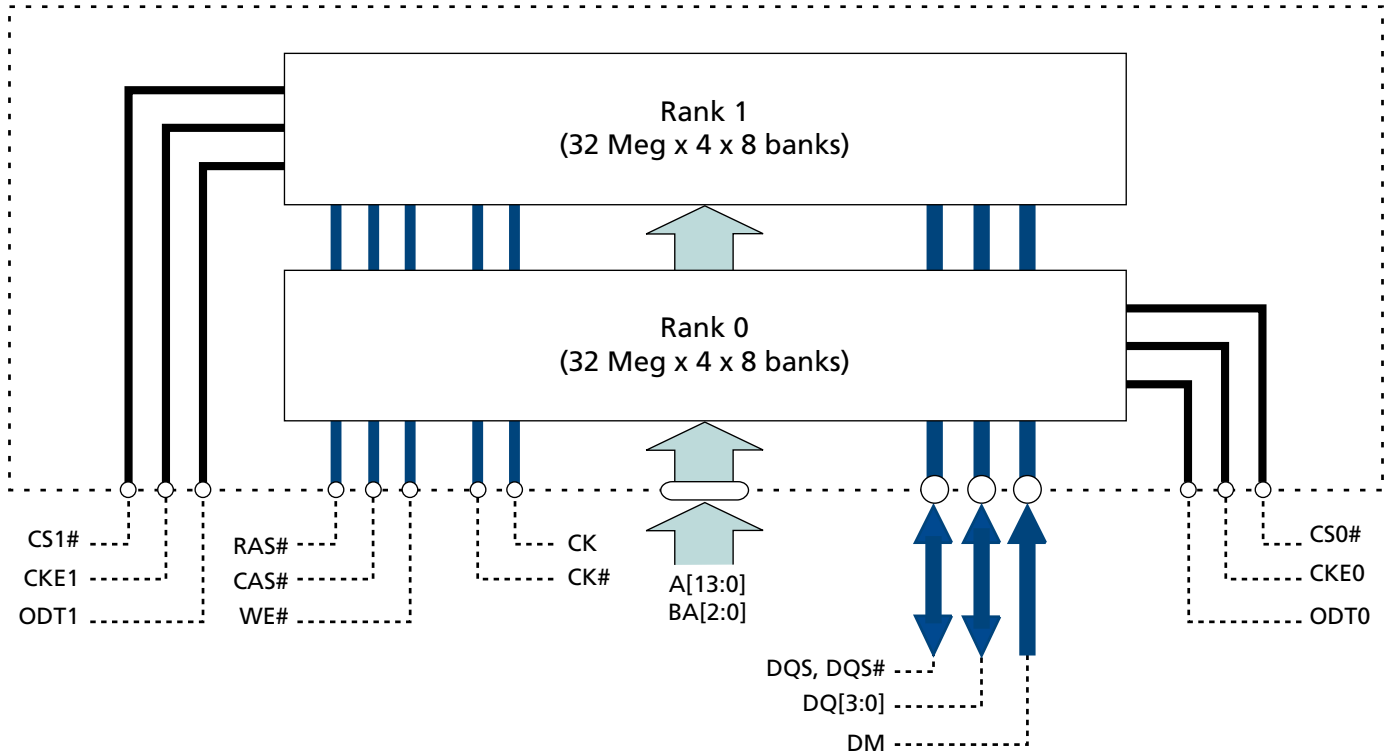 Rank 1
(32 Meg x 4 x 8 banks)
Rank 0
(32 Meg x 4 x 8 banks)
CS1#
CKE1
ODT1
RAS#
CAS#
WE#
CK
CK#
A[13:0]
BA[2:0]
DQS, DQS#
DQ[3:0]
DM
CS0#
CKE0
ODT0